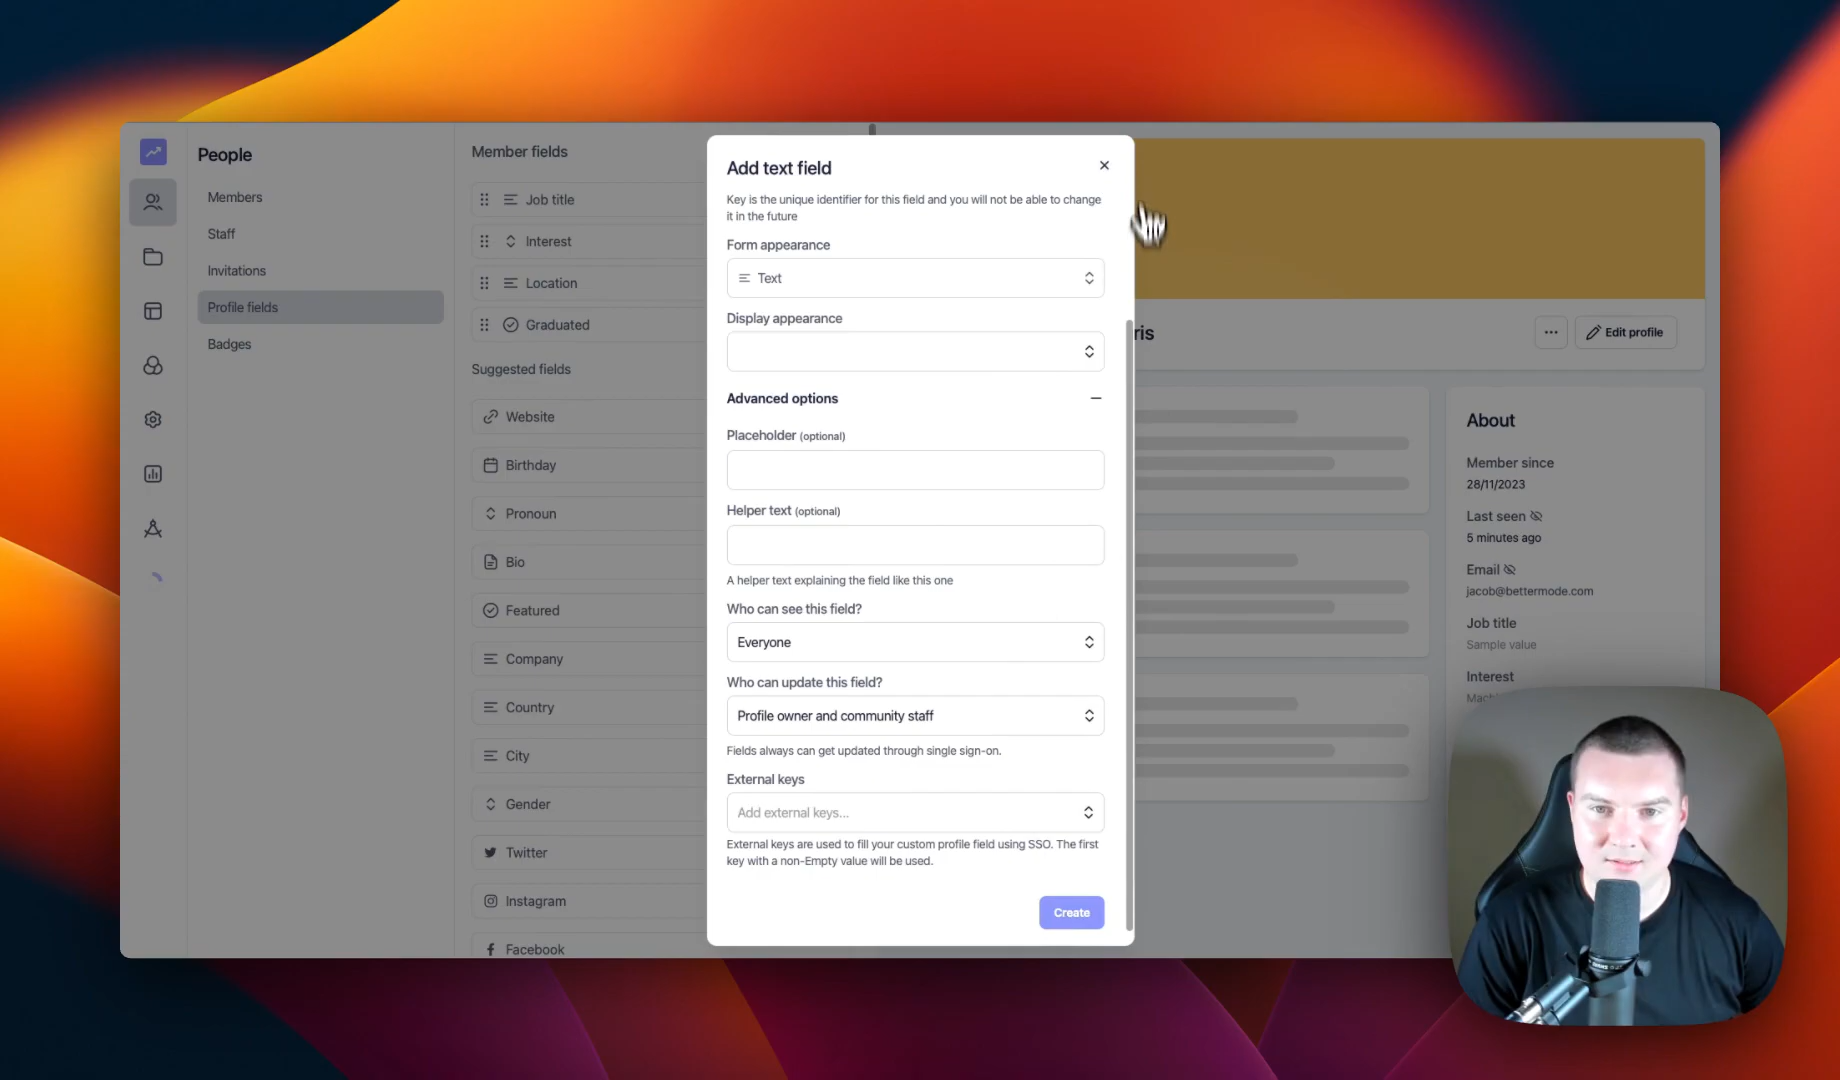 People
Members
Staff
Invitations
Profile fields
Badges
Member fields
Job title
Interest
Location
Graduated
Suggested fields
Website
Birthday
Pronoun
Bio
Featured
Company
Country
City
Gender
Twitter
Instagram
Facebook
Add text field
Key is the unique identifier for this field and you will not be able to change
it in the future
Form appearance
Text
Display appearance
Advanced options
Placeholder (optional)
Helper text (optional)
A helper text explaining the field like this one
Who can see this field?
Everyone
Who can update this field?
Profile owner and community staff
Fields always can get updated through single sign-on.
External keys
Add external keys...
External keys are used to fill your custom profile field using SSO. The first
key with a non-Empty value will be used.
Create
ris
Edit profile
About
Member since
28/11/2023
Last seen
5 minutes ago
Email
jacob@bettermode.com
Job title
Sample value
Interest